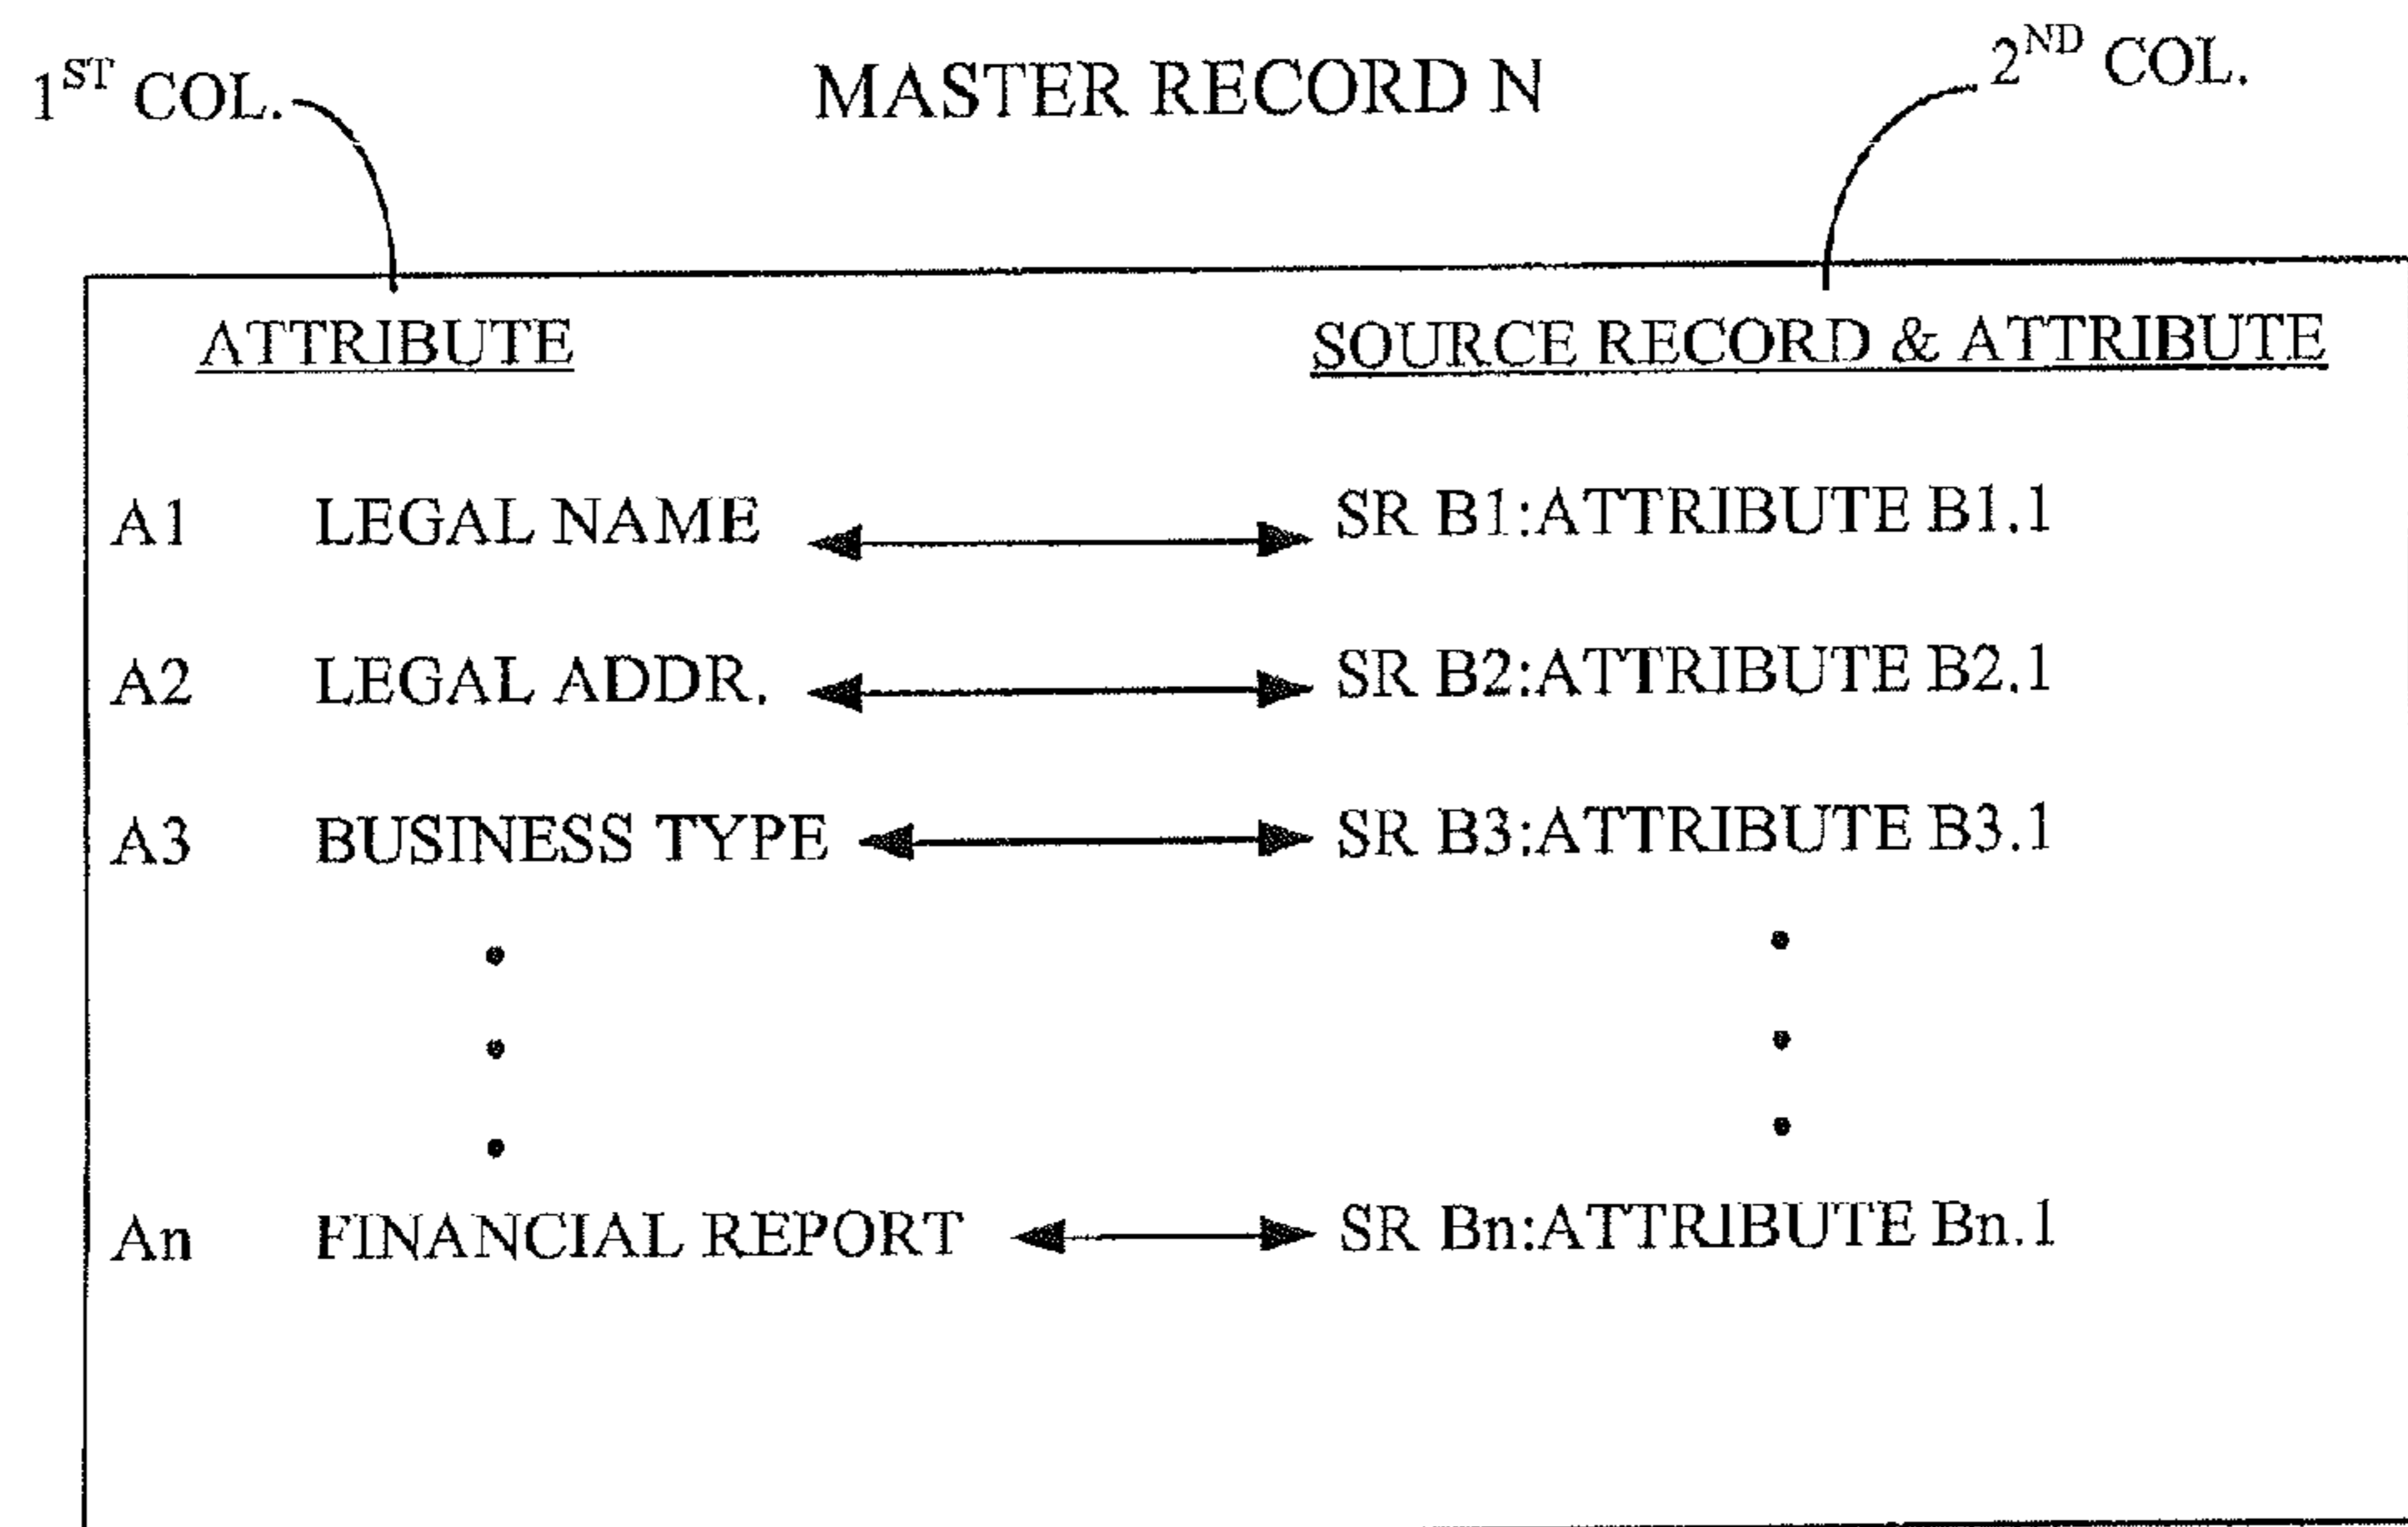 1ST COL. MASTER RECORD N 2ND COL.
ATTRIBUTE SOURCE RECORD & ATTRIBUTE
A1 LEGAL NAME SR B1:ATTRIBUTE B1.1
A2 LEGAL ADDR. SR B2:ATTRIBUTE B2.1
A3 BUSINESS TYPE SR B3:ATTRIBUTE B3.1
An FINANCIAL REPORT SR Bn:ATTRIBUTE Bn.1